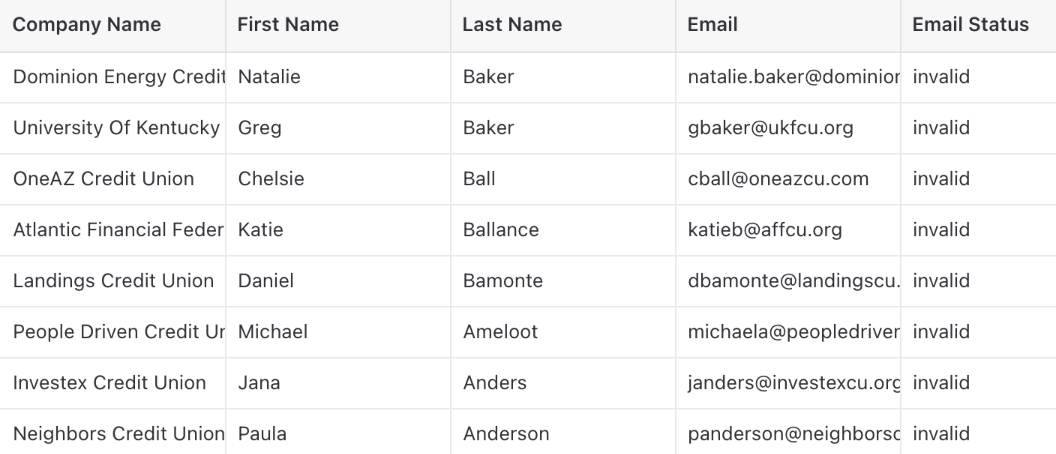 Company Name First Name Last Name Email Email Status
Dominion Energy Credit Natalie Baker natalie.baker@dominion invalid
University Of Kentucky Greg Baker gbaker@ukfcu.org invalid
OneAZ Credit Union Chelsie Ball cball@oneazcu.com invalid
Atlantic Financial Feder Katie Ballance katieb@affcu.org invalid
Landings Credit Union Daniel Bamonte dbamonte@landingscu. invalid
People Driven Credit Un Michael Ameloot michaela@peopledriven invalid
Investex Credit Union Jana Anders janders@investexcu.org invalid
Neighbors Credit Union Paula Anderson panderson@neighborsc invalid